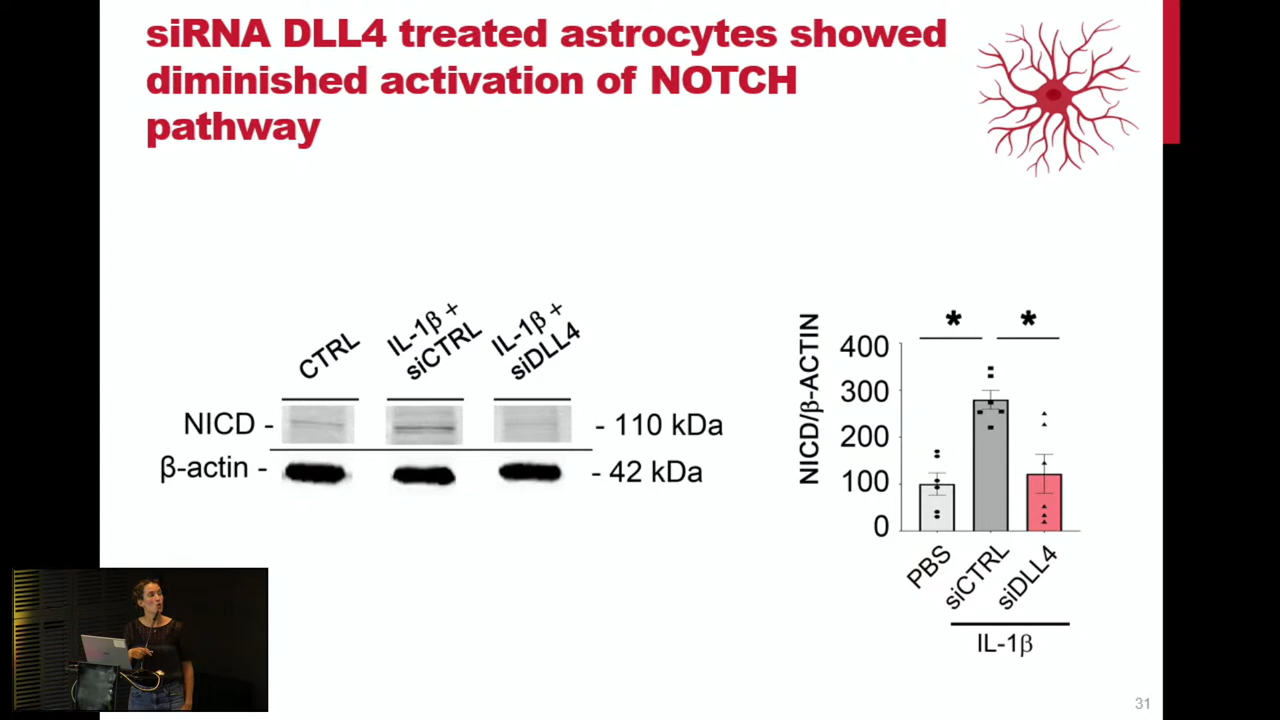 siRNA DLL4 treated astrocytes showed
diminished activation of NOTCH
pathway
CTRL
IL-1β +
siCTRL
IL-1β +
siDLL4
NICD -
- 110 kDa
β-actin -
- 42 kDa
NICD/β-ACTIN
400
300
200
100
0
*
*
PBS
siCTRL
siDLL4
IL-1β
31